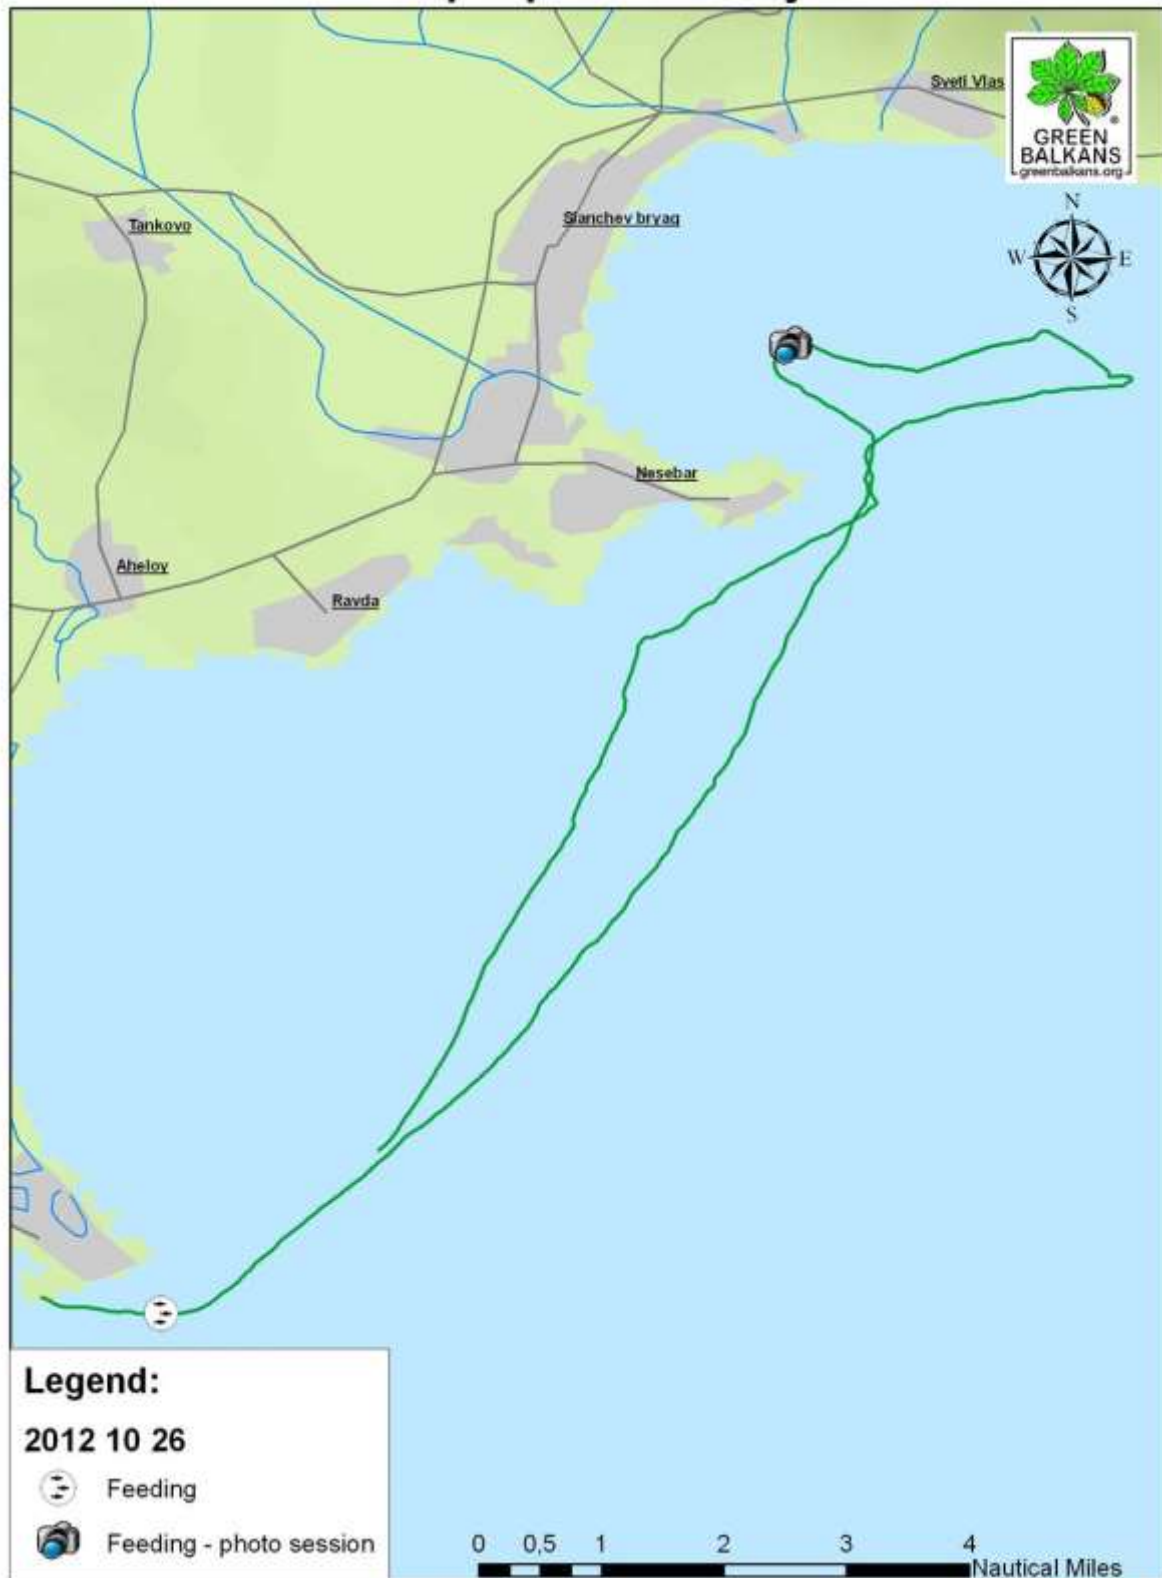 Sveti Vlas
GREEN
BALKANS
greenbalkans.org
N
W E
S
Tankovo
Slanchev bryag
Nesebar
Aheloy
Ravda
Legend:
2012 10 26
Feeding
Feeding - photo session
0 0,5 1 2 3 4
Nautical Miles